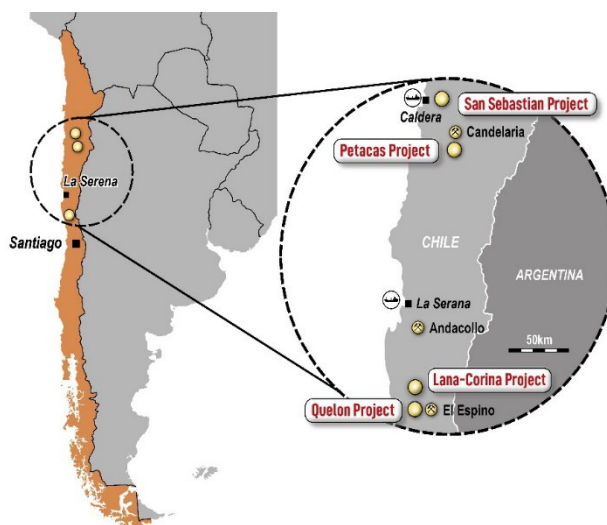 La Serena
Santiago
San Sebastian Project
Caldera
Candelaria
Petacas Project
CHILE
ARGENTINA
La Serana
Andacollo
50km
Lana-Corina Project
Quelon Project
El Espino